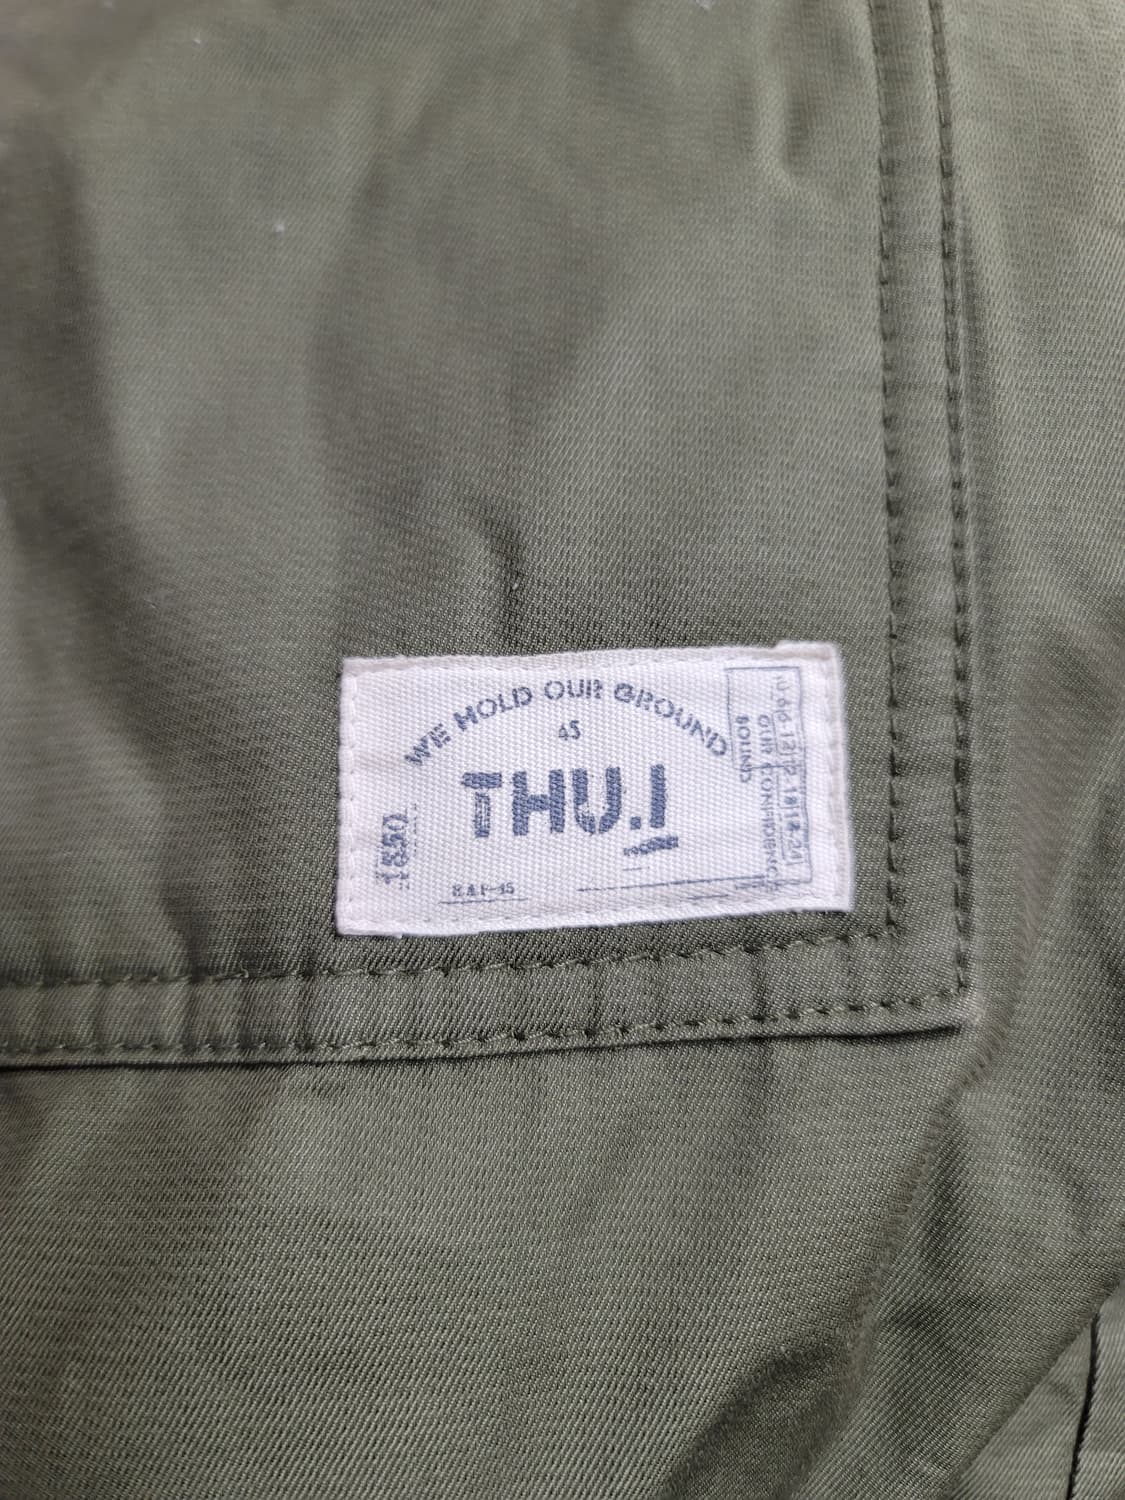 WE HOLD OUR GROUND
45
THU.I
1850
BOUND
OUR CONFIDENCE